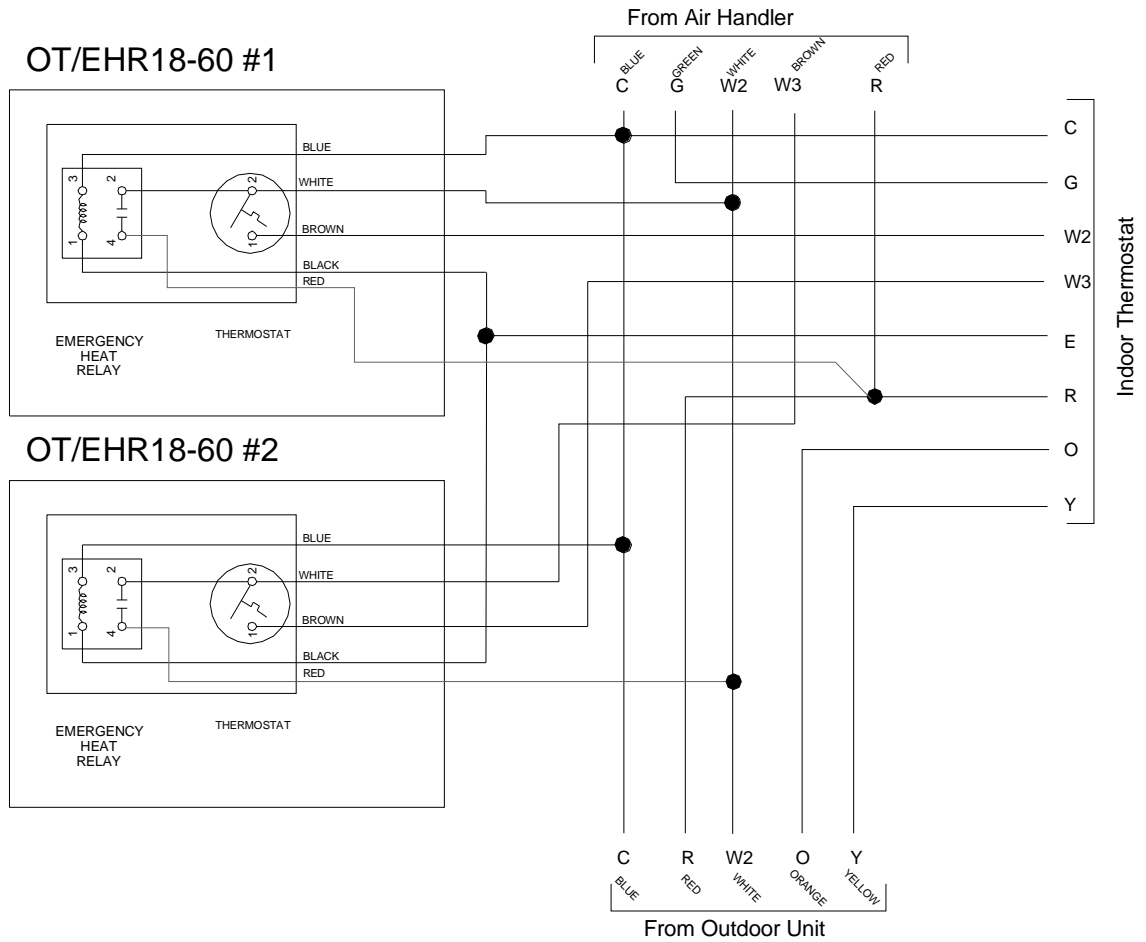 From Air Handler
BLUE GREEN WHITE BROWN RED
C G W2 W3 R
OT/EHR18-60 #1
3 2
1 4
2
1
BLUE
WHITE
BROWN
BLACK
RED
EMERGENCY
HEAT
RELAY
THERMOSTAT
C
G
W2
W3
E
R
O
Y
Indoor Thermostat
OT/EHR18-60 #2
3 2
1 4
2
1
BLUE
WHITE
BROWN
BLACK
RED
EMERGENCY
HEAT
RELAY
THERMOSTAT
C R W2 O Y
BLUE RED WHITE ORANGE YELLOW
From Outdoor Unit